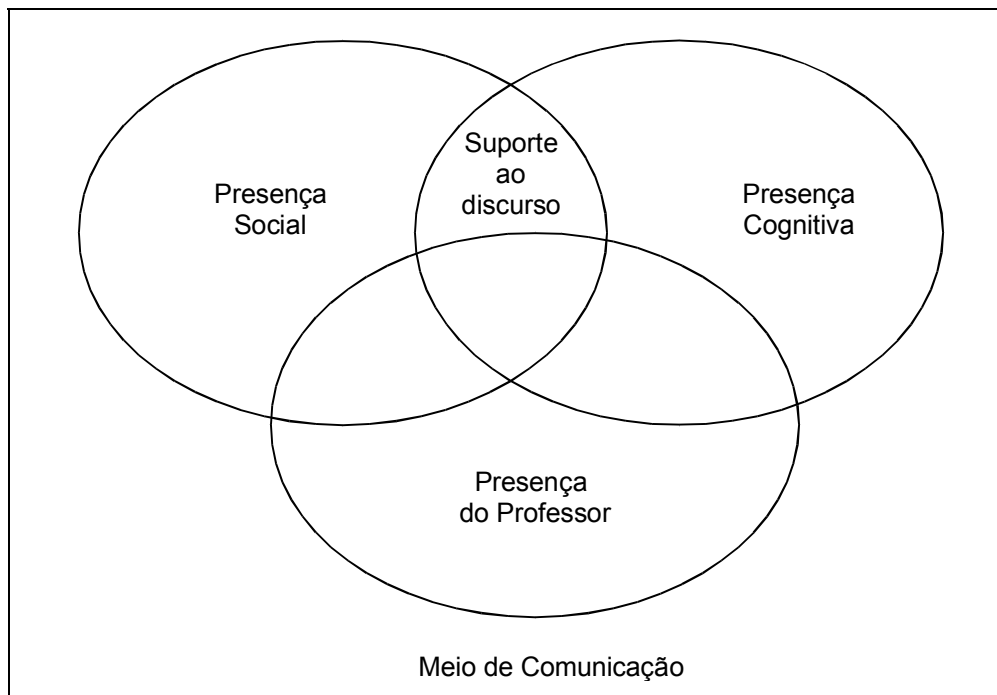 Suporte
ao
discurso
Presença
Social
Presença
Cognitiva
Presença
do Professor
Meio de Comunicação